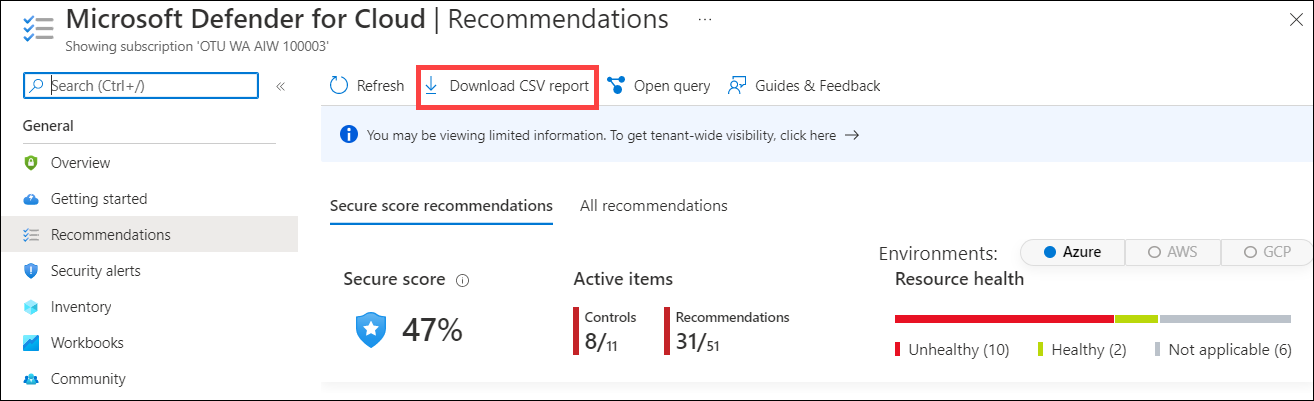 Microsoft Defender for Cloud | Recommendations ...
Showing subscription 'OTU WA AIW 100003'
Search (Ctrl+/)
«
Refresh
Download CSV report
Open query
Guides & Feedback
General
You may be viewing limited information. To get tenant-wide visibility, click here →
Overview
Getting started
Recommendations
Security alerts
Inventory
Workbooks
Community
Secure score recommendations
All recommendations
Environments:
Azure
AWS
GCP
Secure score
47%
Active items
Controls
8/11
Recommendations
31/51
Resource health
Unhealthy (10)
Healthy (2)
Not applicable (6)